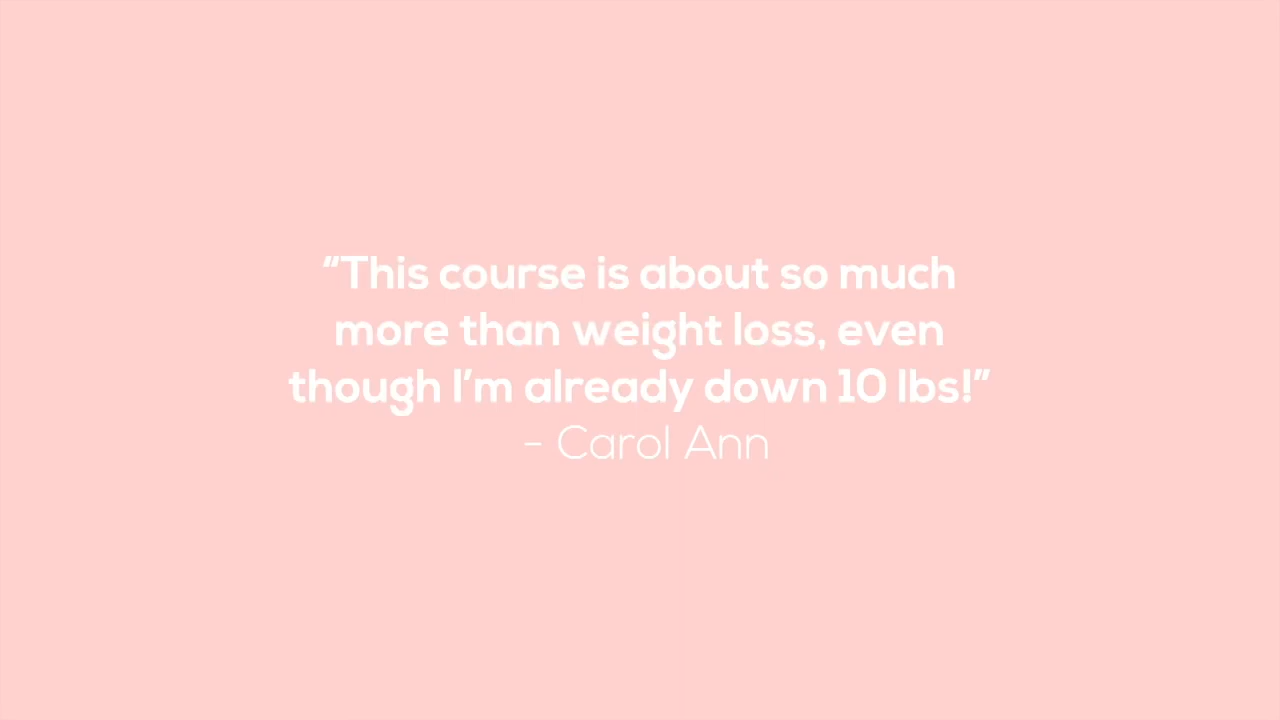 “This course is about so much
more than weight loss, even
though I’m already down 10 lbs!”
- Carol Ann